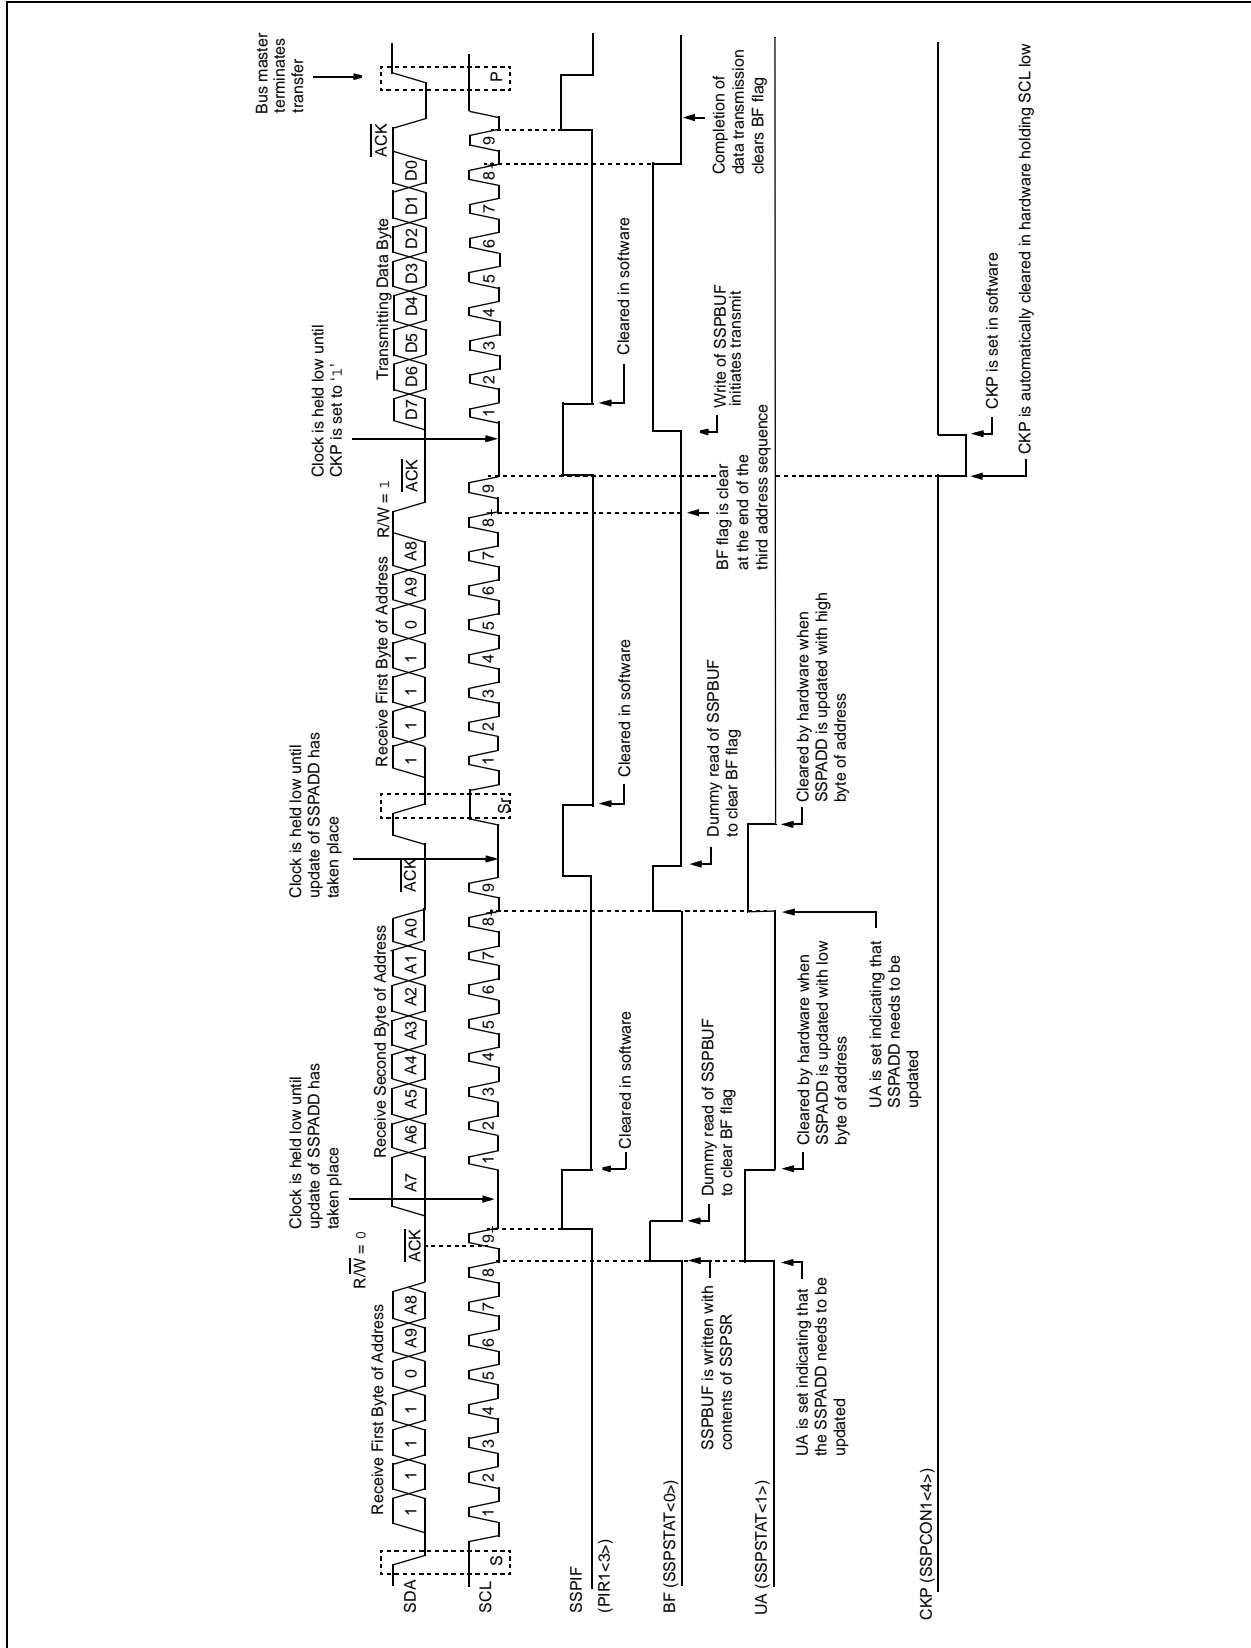 Bus master
terminates
transfer
Clock is held low until
update of SSPADD has
taken place
Clock is held low until
update of SSPADD has
taken place
Clock is held low until
CKP is set to ‘1’
R/W = 0
R/W = 1
Receive First Byte of Address
ACK
Receive Second Byte of Address
ACK
Receive First Byte of Address
ACK
Transmitting Data Byte
ACK
SDA
1 1 1 1 0 A9 A8
A7 A6 A5 A4 A3 A2 A1 A0
1 1 1 1 0 A9 A8
D7 D6 D5 D4 D3 D2 D1 D0
SCL
S
1 2 3 4 5 6 7 8 9
1 2 3 4 5 6 7 8 9
Sr
1 2 3 4 5 6 7 8 9
1 2 3 4 5 6 7 8 9
P
SSPIF
(PIR1<3>)
Cleared in software
Cleared in software
Cleared in software
BF (SSPSTAT<0>)
SSPBUF is written with
contents of SSPSR
Dummy read of SSPBUF
to clear BF flag
Dummy read of SSPBUF
to clear BF flag
BF flag is clear
at the end of the
third address sequence
Write of SSPBUF
initiates transmit
Completion of
data transmission
clears BF flag
UA (SSPSTAT<1>)
UA is set indicating that
the SSPADD needs to be
updated
Cleared by hardware when
SSPADD is updated with low
byte of address
UA is set indicating that
SSPADD needs to be
updated
Cleared by hardware when
SSPADD is updated with high
byte of address
CKP (SSPCON1<4>)
CKP is set in software
CKP is automatically cleared in hardware holding SCL low